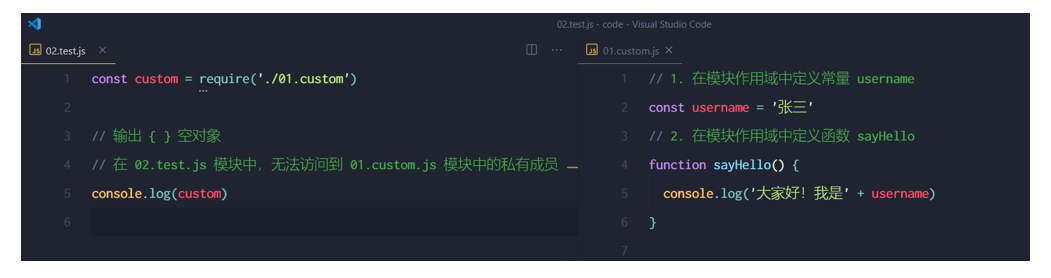 02.test.js - code - Visual Studio Code
02.test.js
1 const custom = require('./01.custom')
2
3 // 输出 { } 空对象
4 // 在 02.test.js 模块中，无法访问到 01.custom.js 模块中的私有成员
5 console.log(custom)
6
01.custom.js
1 // 1. 在模块作用域中定义常量 username
2 const username = '张三'
3 // 2. 在模块作用域中定义函数 sayHello
4 function sayHello() {
5 console.log('大家好！我是' + username)
6 }
7